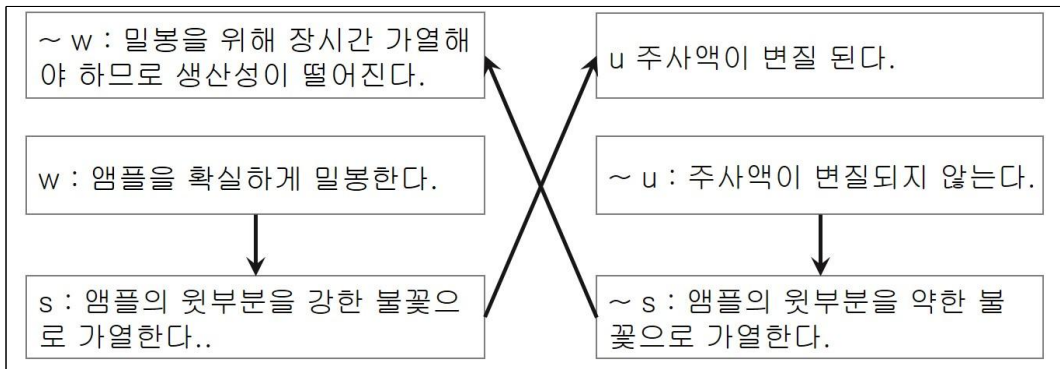 ~ w : 밀봉을 위해 장시간 가열해
야 하므로 생산성이 떨어진다.
u 주사액이 변질 된다.
w : 앰플을 확실하게 밀봉한다.
~ u : 주사액이 변질되지 않는다.
s : 앰플의 윗부분을 강한 불꽃으
로 가열한다..
~ s : 앰플의 윗부분을 약한 불
꽃으로 가열한다.